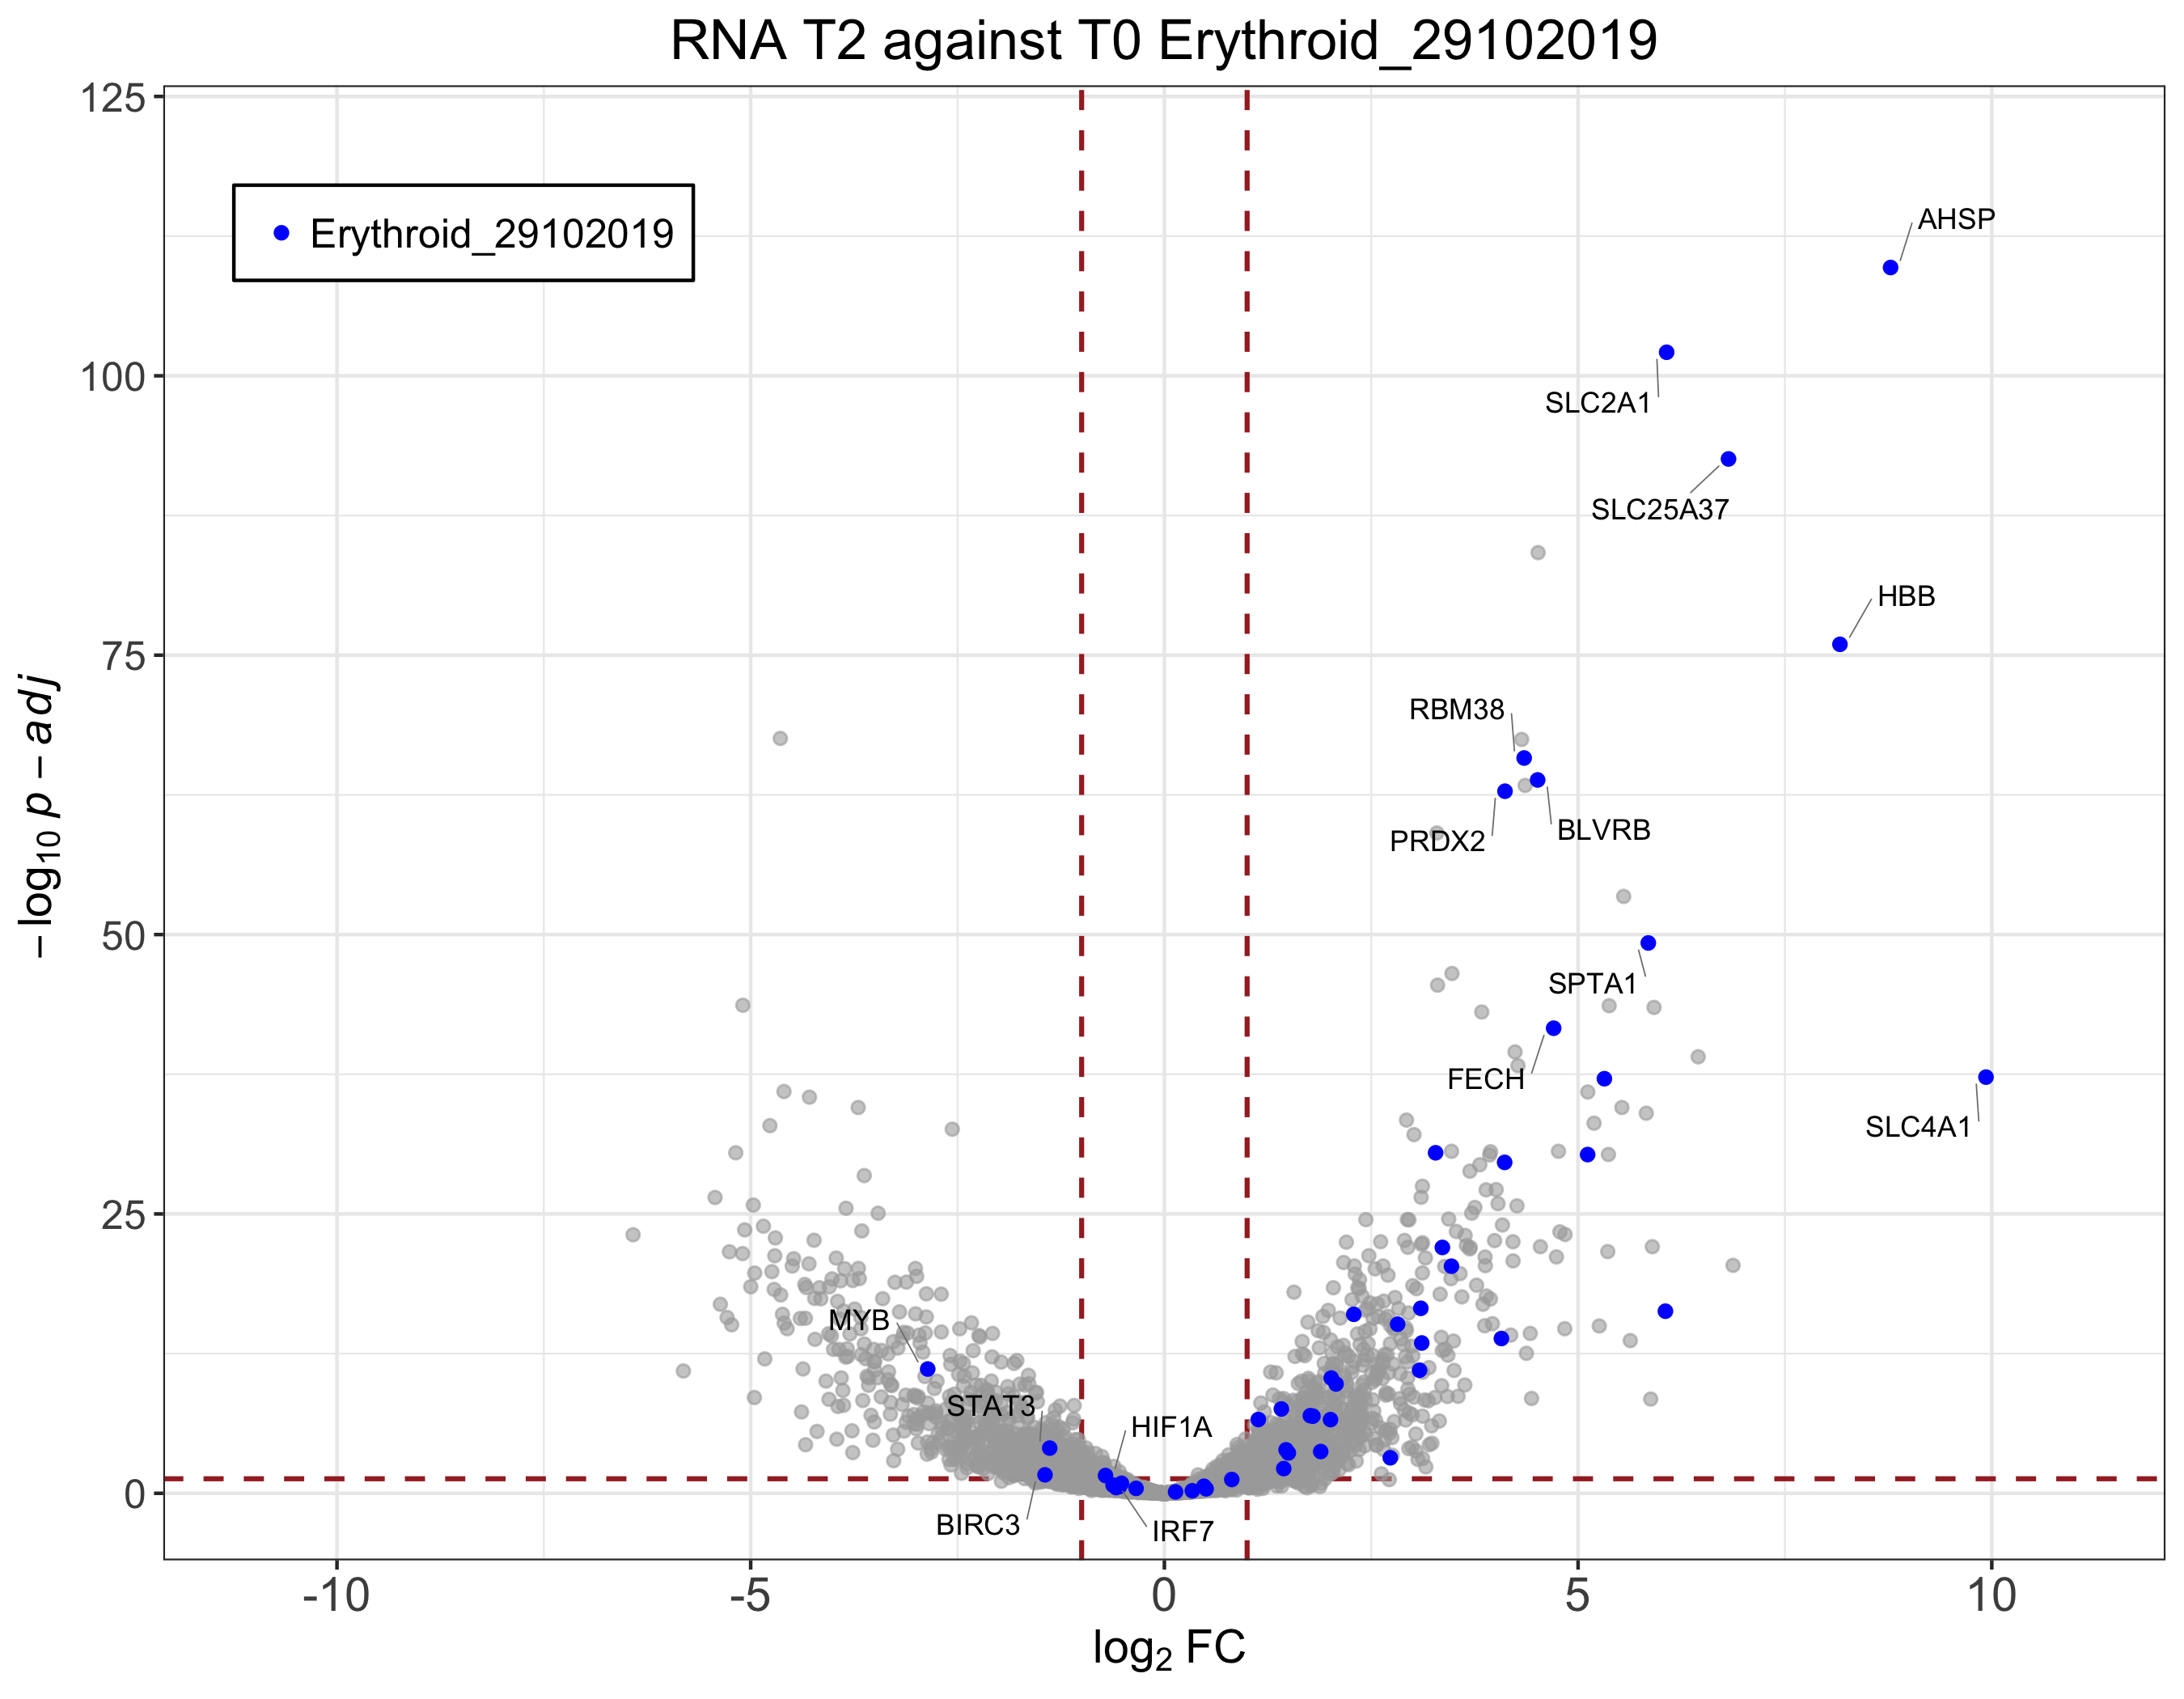 RNA T2 against T0 Erythroid_29102019
125
Erythroid_29102019
AHSP
100
SLC2A1
SLC25A37
HBB
75
RBM38
PRDX2
BLVRB
50
SPTA1
FECH
SLC4A1
25
MYB
STAT3
HIF1A
0
BIRC3
IRF7
-10
-5
0
5
10
log2 FC
−log10 p − adj